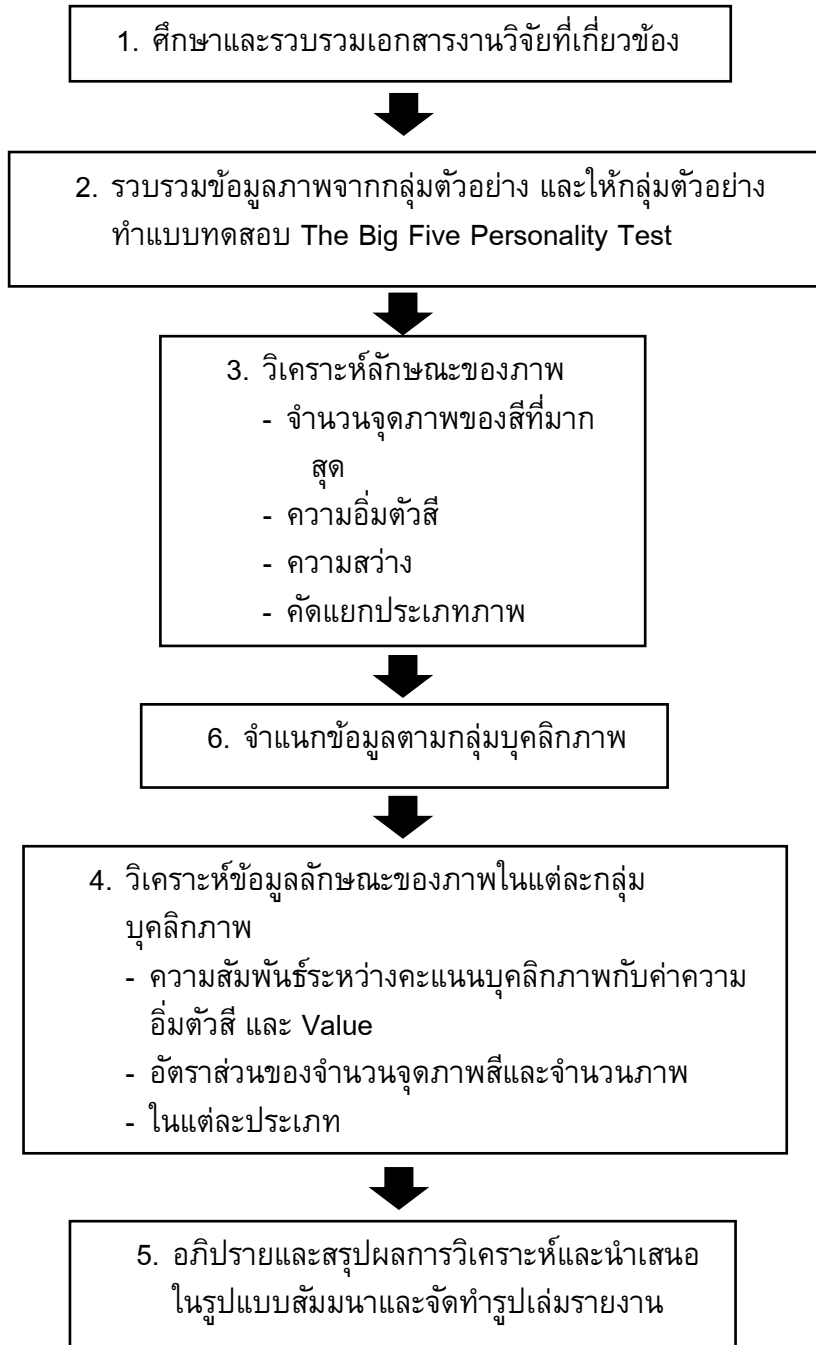 1. ศึกษาและรวบรวมเอกสารงานวิจัยที่เกี่ยวข้อง
2. รวบรวมข้อมูลภาพจากกลุ่มตัวอย่าง และให้กลุ่มตัวอย่าง
ทำแบบทดสอบ The Big Five Personality Test
3. วิเคราะห์ลักษณะของภาพ
- จำนวนจุดภาพของสีที่มาก
สุด
- ความอิ่มตัวสี
- ความสว่าง
- คัดแยกประเภทภาพ
6. จำแนกข้อมูลตามกลุ่มบุคลิกภาพ
4. วิเคราะห์ข้อมูลลักษณะของภาพในแต่ละกลุ่ม
บุคลิกภาพ
- ความสัมพันธ์ระหว่างคะแนนบุคลิกภาพกับค่าความ
อิ่มตัวสี และ Value
- อัตราส่วนของจำนวนจุดภาพสีและจำนวนภาพ
- ในแต่ละประเภท
5. อภิปรายและสรุปผลการวิเคราะห์และนำเสนอ
ในรูปแบบสัมมนาและจัดทำรูปเล่มรายงาน